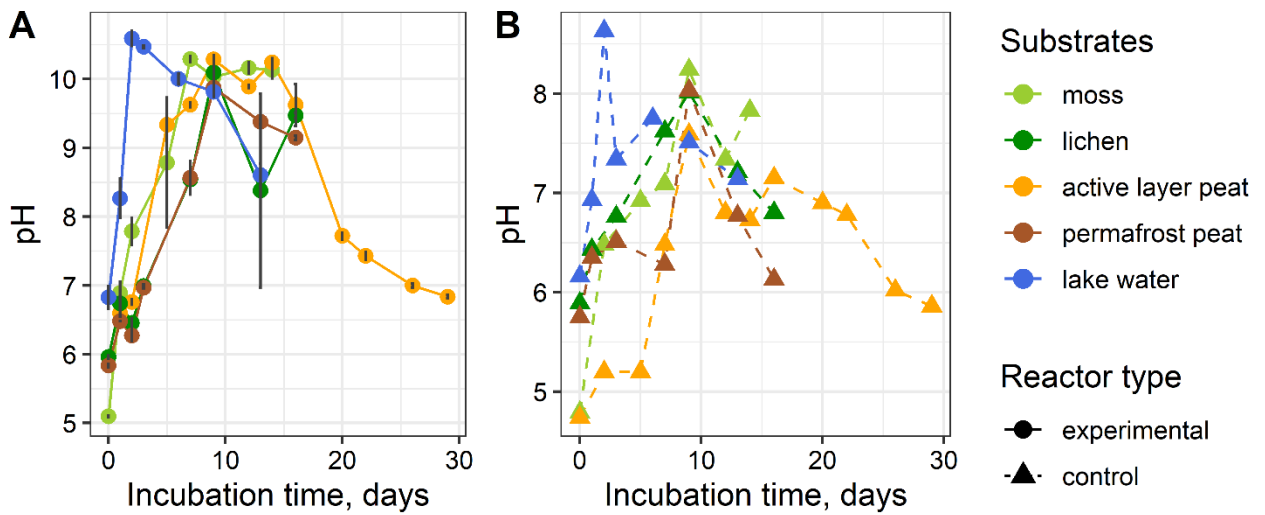 A
pH
10
9
8
7
6
5
0
10
20
30
Incubation time, days
B
pH
8
7
6
5
0
10
20
30
Incubation time, days
Substrates
moss
lichen
active layer peat
permafrost peat
lake water
Reactor type
experimental
control